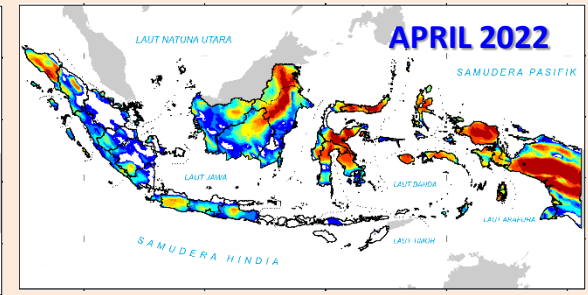 APRIL 2022
LAUT NATUNA UTARA
SAMUDERA PASIFIK
LAUT JAWA
LAUT BANDA
LAUT ARAFURA
LAUT TIMOR
SAMUDERA HINDIA